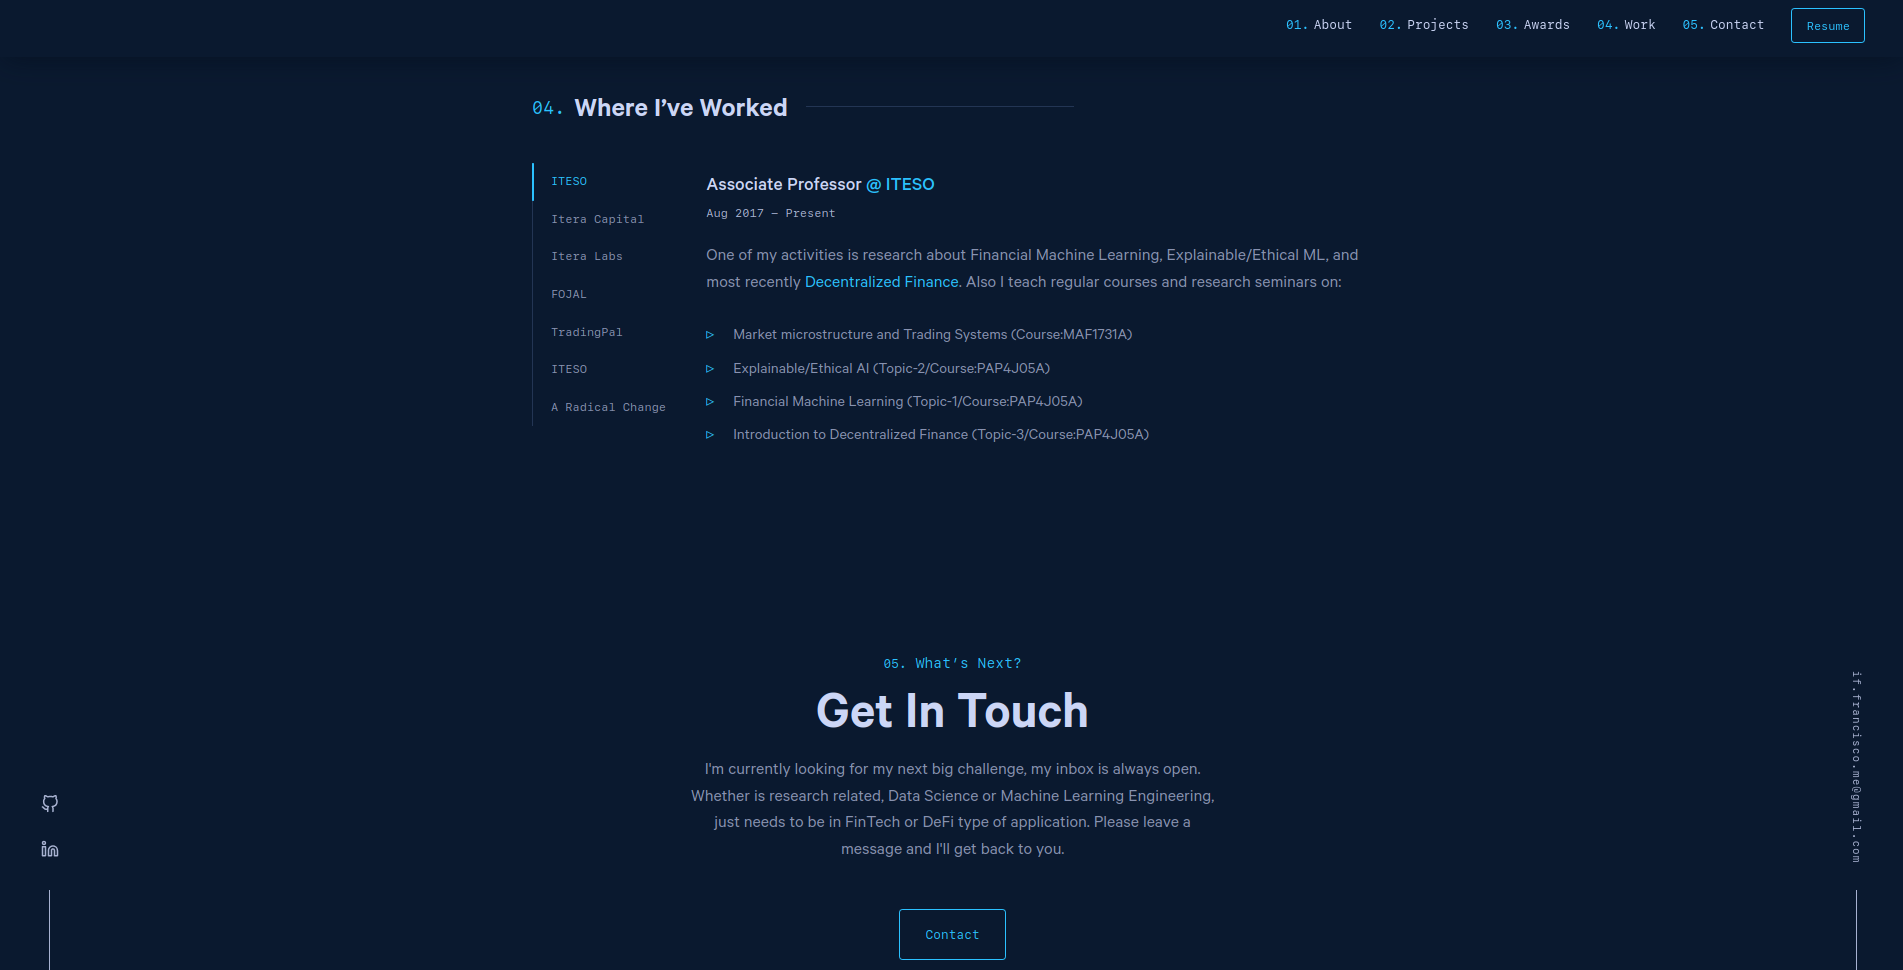 01. About 02. Projects 03. Awards 04. Work 05. Contact Resume
04. Where I’ve Worked
ITESO
Itera Capital
Itera Labs
FOJAL
TradingPal
ITESO
A Radical Change
Associate Professor @ ITESO
Aug 2017 — Present
One of my activities is research about Financial Machine Learning, Explainable/Ethical ML, and
most recently Decentralized Finance. Also I teach regular courses and research seminars on:
▹ Market microstructure and Trading Systems (Course:MAF1731A)
▹ Explainable/Ethical AI (Topic-2/Course:PAP4J05A)
▹ Financial Machine Learning (Topic-1/Course:PAP4J05A)
▹ Introduction to Decentralized Finance (Topic-3/Course:PAP4J05A)
05. What’s Next?
Get In Touch
I'm currently looking for my next big challenge, my inbox is always open.
Whether is research related, Data Science or Machine Learning Engineering,
just needs to be in FinTech or DeFi type of application. Please leave a
message and I'll get back to you.
Contact
if.francisco.me@gmail.com